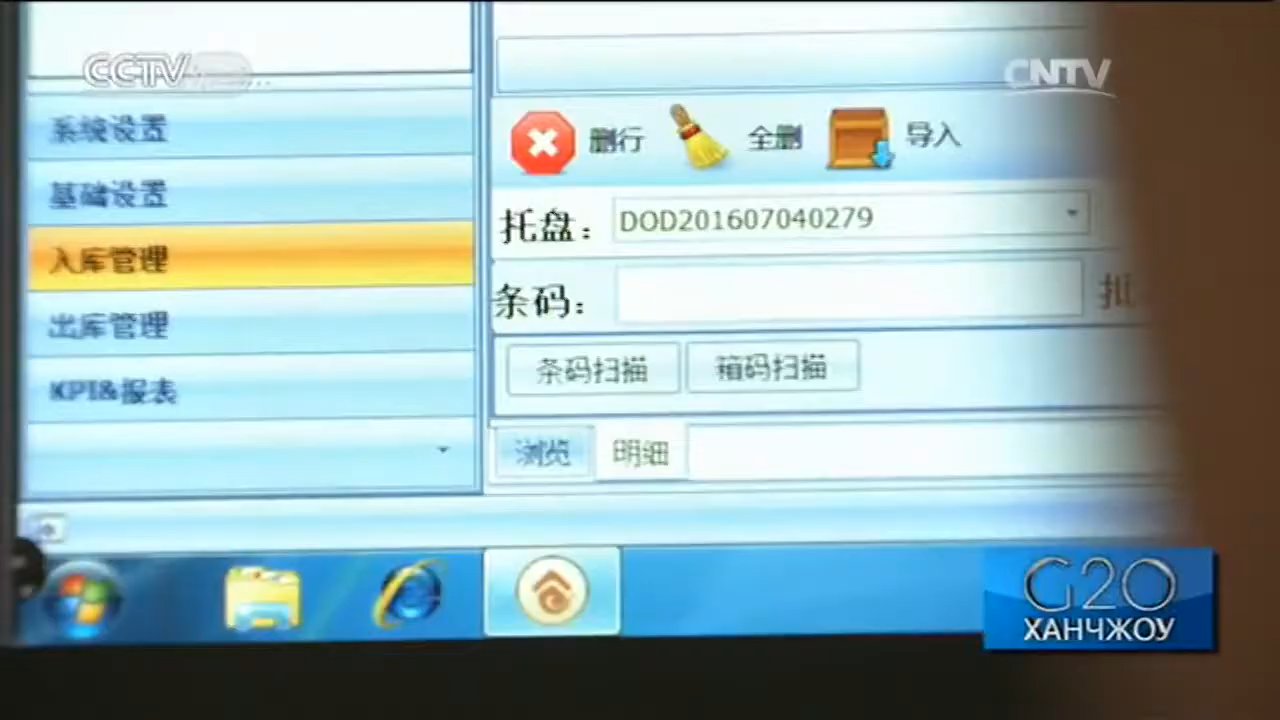 CCTV
CNTV
系统设置
基础设置
入库管理
出库管理
KPI&报表
删行 全删 导入
托盘： DOD201607040279
条码： 批
条码扫描 箱码扫描
浏览 明细
G20
ХАНЧЖОУ